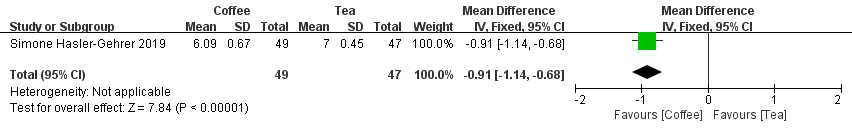 Coffee Tea Mean Difference Mean Difference
Study or Subgroup Mean SD Total Mean SD Total Weight IV, Fixed, 95% CI IV, Fixed, 95% CI
Simone Hasler-Gehrer 2019 6.09 0.67 49 7 0.45 47 100.0% -0.91 [-1.14, -0.68]
Total (95% CI) 49 47 100.0% -0.91 [-1.14, -0.68]
Heterogeneity: Not applicable
Test for overall effect: Z = 7.84 (P < 0.00001)
-2 -1 0 1 2
Favours [Coffee] Favours [Tea]